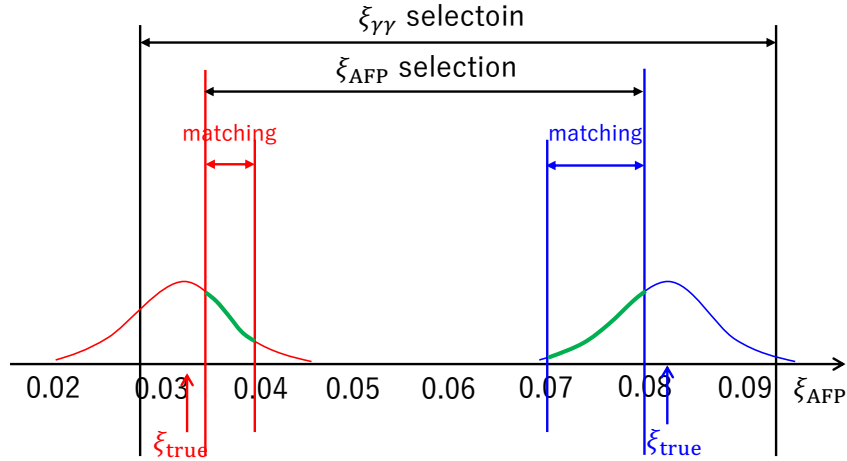 ξγγ selectoin
ξAFP selection
matching
matching
0.02 0.03 0.04 0.05 0.06 0.07 0.08 0.09 ξAFP
ξtrue ξtrue